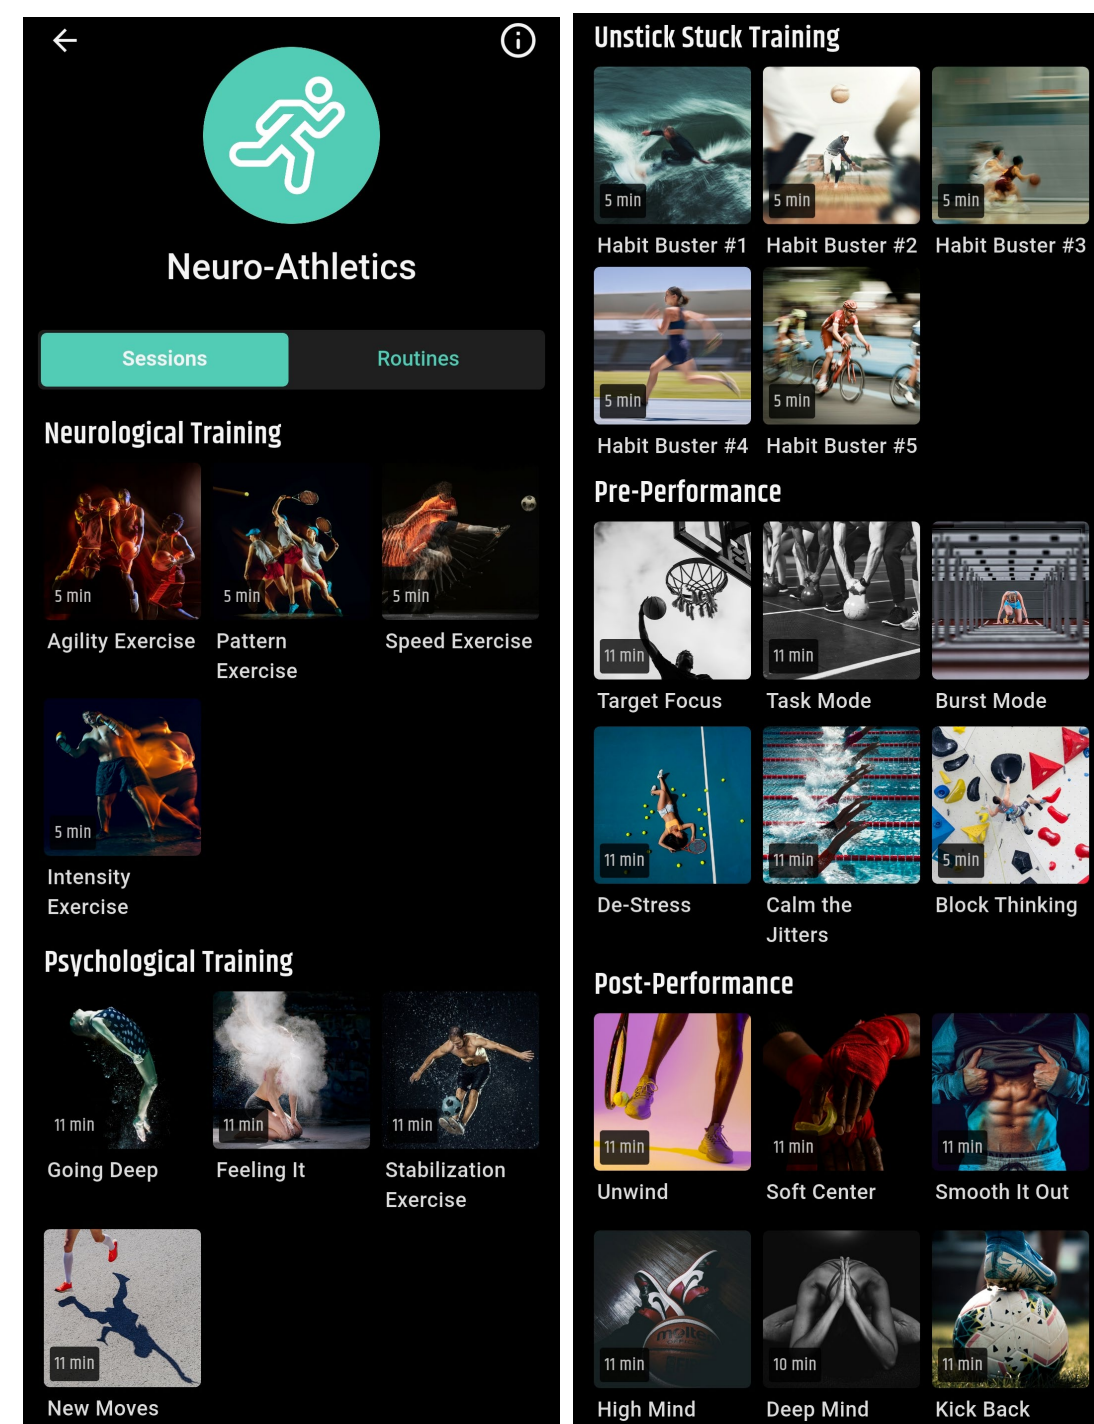 Neuro-Athletics
Sessions
Routines
Neurological Training
5 min
5 min
5 min
Agility Exercise
Pattern
Exercise
Speed Exercise
5 min
Intensity
Exercise
Psychological Training
11 min
11 min
11 min
Going Deep
Feeling It
Stabilization
Exercise
11 min
New Moves
Unstick Stuck Training
5 min
5 min
5 min
Habit Buster #1
Habit Buster #2
Habit Buster #3
5 min
5 min
Habit Buster #4
Habit Buster #5
Pre-Performance
11 min
11 min
Target Focus
Task Mode
Burst Mode
11 min
11 min
5 min
De-Stress
Calm the
Jitters
Block Thinking
Post-Performance
11 min
11 min
11 min
Unwind
Soft Center
Smooth It Out
molten
11 min
10 min
11 min
High Mind
Deep Mind
Kick Back